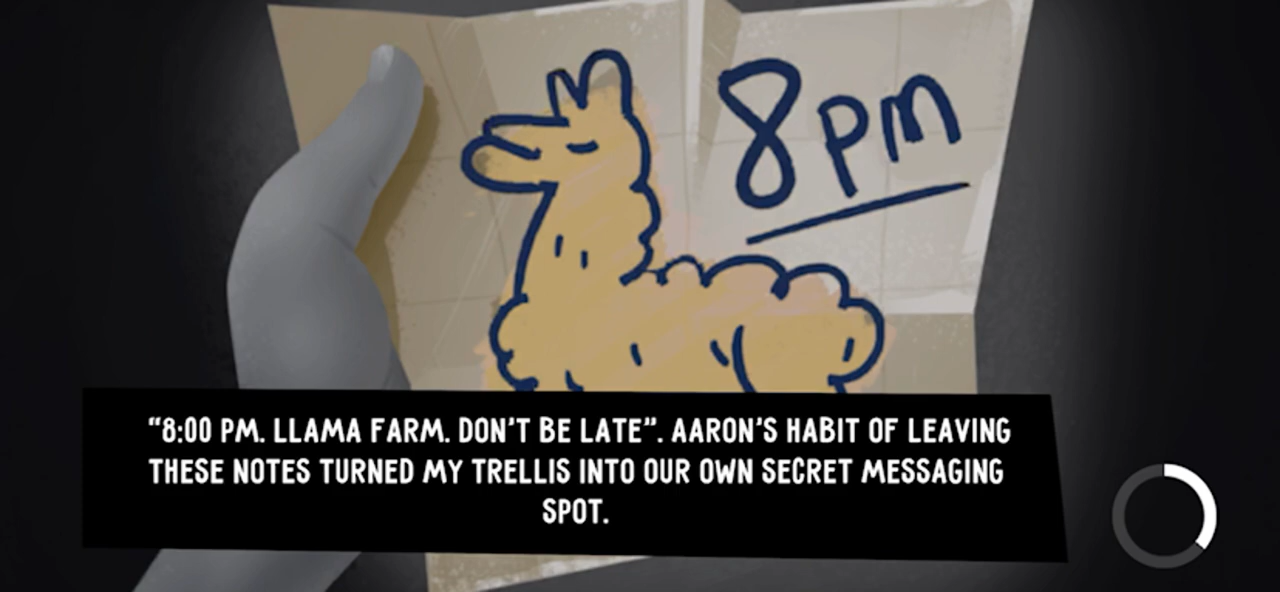 8pm
“8:00 PM. LLAMA FARM. DON'T BE LATE”. AARON'S HABIT OF LEAVING
THESE NOTES TURNED MY TRELLIS INTO OUR OWN SECRET MESSAGING
SPOT.